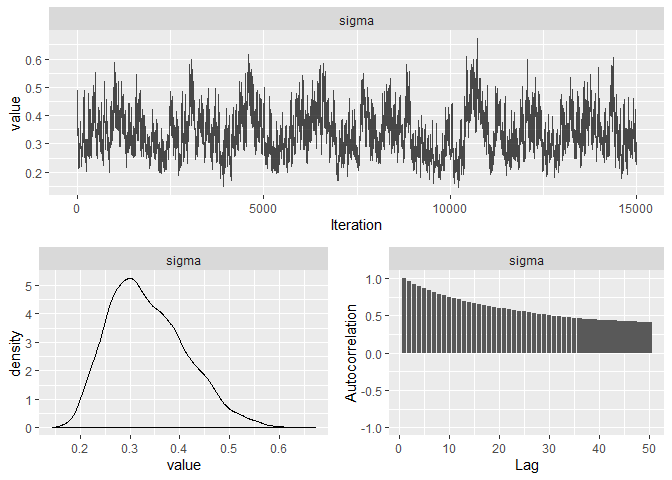 sigma
value
0.6
0.5
0.4
0.3
0.2
0 5000 10000 15000
Iteration
sigma
density
5
4
3
2
1
0
0.2 0.3 0.4 0.5 0.6
value
sigma
Autocorrelation
1.0
0.5
0.0
-0.5
-1.0
0 10 20 30 40 50
Lag